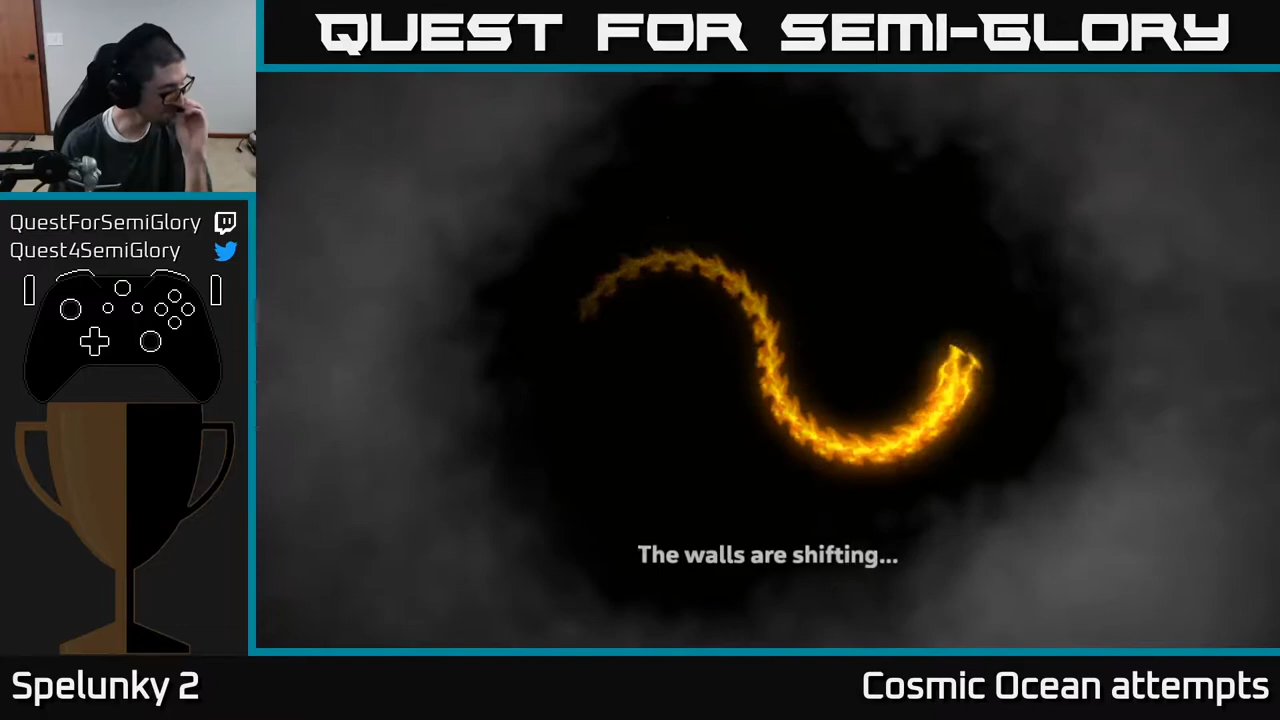 QUEST FOR SEMI-GLORY
QuestForSemiGlory
Quest4SemiGlory
The walls are shifting...
Spelunky 2
Cosmic Ocean attempts